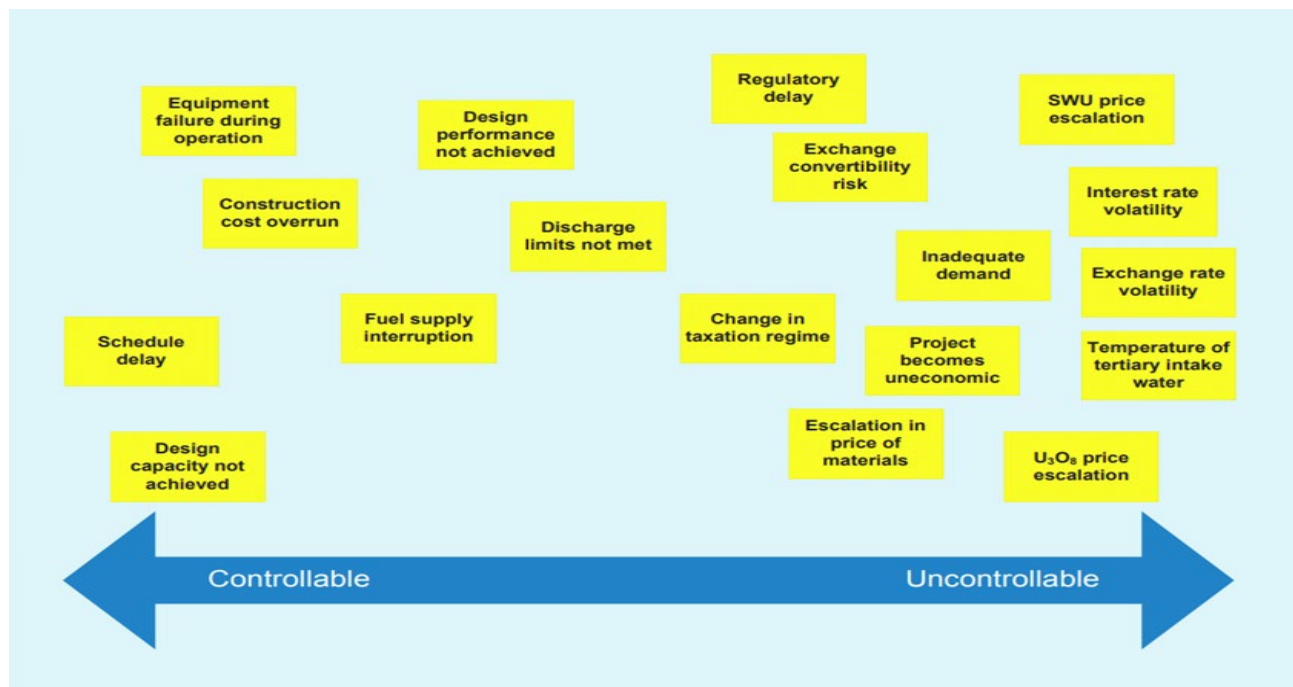 Regulatory
delay
SWU price
escalation
Equipment
failure during
operation
Design
performance
not achieved
Exchange
convertibility
risk
Construction
cost overrun
Interest rate
volatility
Discharge
limits not met
Inadequate
demand
Exchange rate
volatility
Fuel supply
interruption
Change in
taxation regime
Schedule
delay
Project
becomes
uneconomic
Temperature of
tertiary intake
water
Escalation in
price of
materials
Design
capacity not
achieved
U₃O₈ price
escalation
Controllable
Uncontrollable